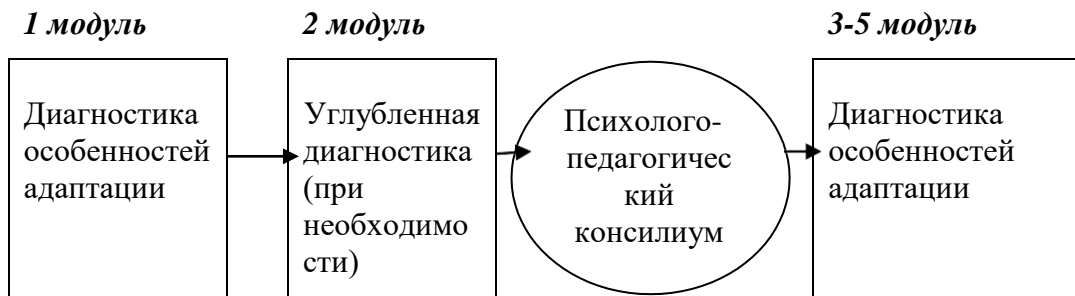 1 модуль
2 модуль
3-5 модуль
Диагностика
особенностей
адаптации
Углубленная
диагностика
(при
необходимо
сти)
Психолого-
педагогичес
кий
консилиум
Диагностика
особенностей
адаптации